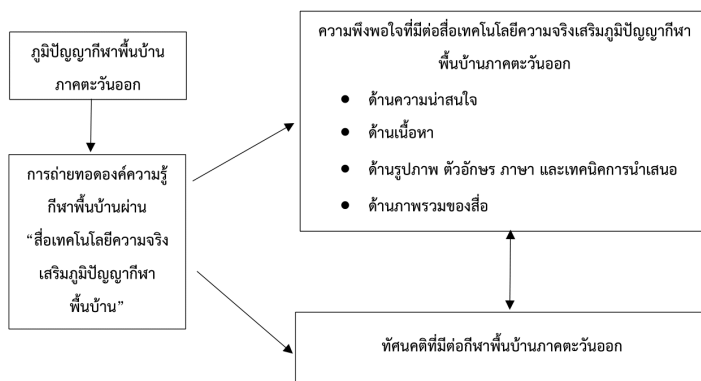 ภูมิปัญญากีฬาพื้นบ้าน
ภาคตะวันออก
การถ่ายทอดองค์ความรู้
กีฬาพื้นบ้านผ่าน
“สื่อเทคโนโลยีความจริง
เสริมภูมิปัญญากีฬา
พื้นบ้าน”
ความพึงพอใจที่มีต่อสื่อเทคโนโลยีความจริงเสริมภูมิปัญญากีฬา
พื้นบ้านภาคตะวันออก
● ด้านความน่าสนใจ
● ด้านเนื้อหา
● ด้านรูปภาพ ตัวอักษร ภาษา และเทคนิคการนำเสนอ
● ด้านภาพรวมของสื่อ
ทัศนคติที่มีต่อกีฬาพื้นบ้านภาคตะวันออก